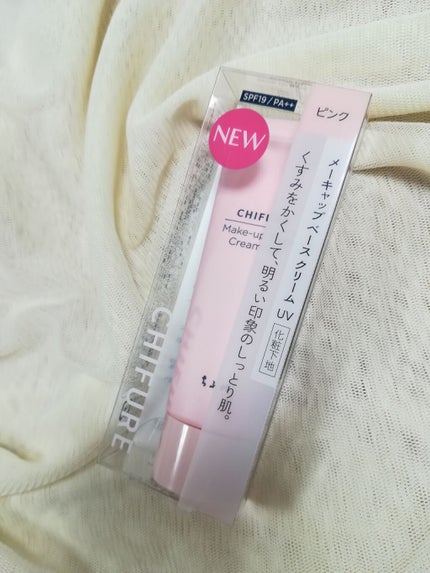 SPF19/PA++
ピンク
NEW
メーキャップ ベース クリーム UV
化粧下地
くすみをかくして、明るい印象のしっとり肌。
CHIF
Make-up
Cream
ち
CHIFURE